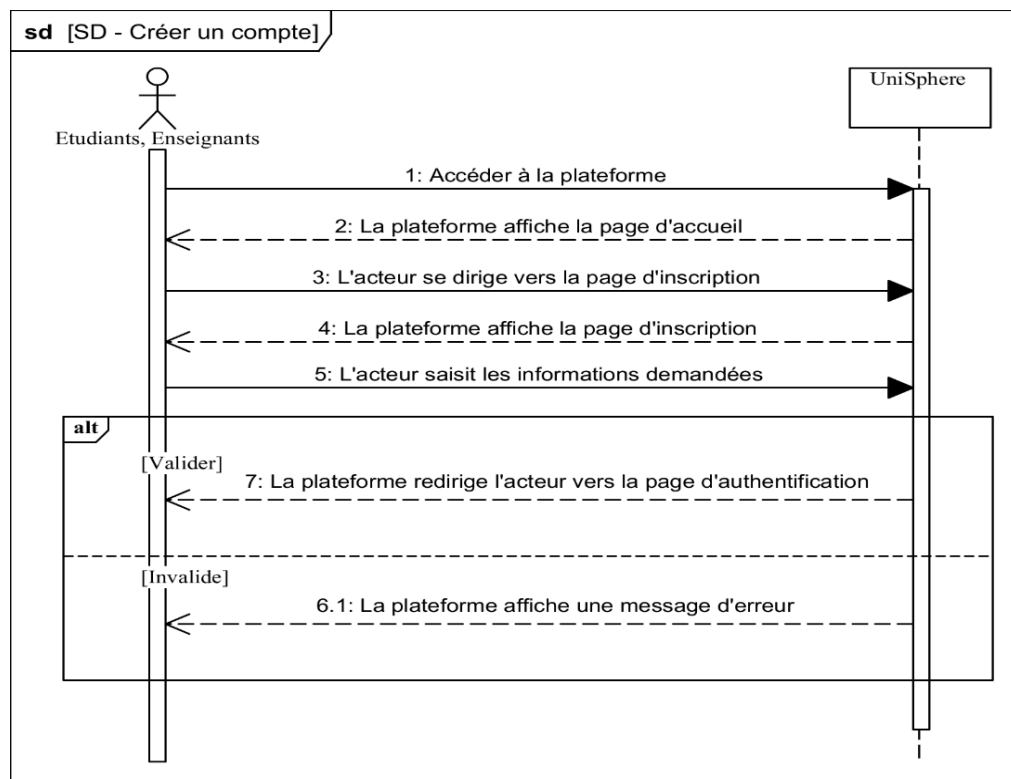 sd [SD - Créer un compte]
UniSphere
Etudiants, Enseignants
1: Accéder à la plateforme
2: La plateforme affiche la page d'accueil
3: L'acteur se dirige vers la page d'inscription
4: La plateforme affiche la page d'inscription
5: L'acteur saisit les informations demandées
alt
[Valider]
7: La plateforme redirige l'acteur vers la page d'authentification
[Invalide]
6.1: La plateforme affiche une message d'erreur